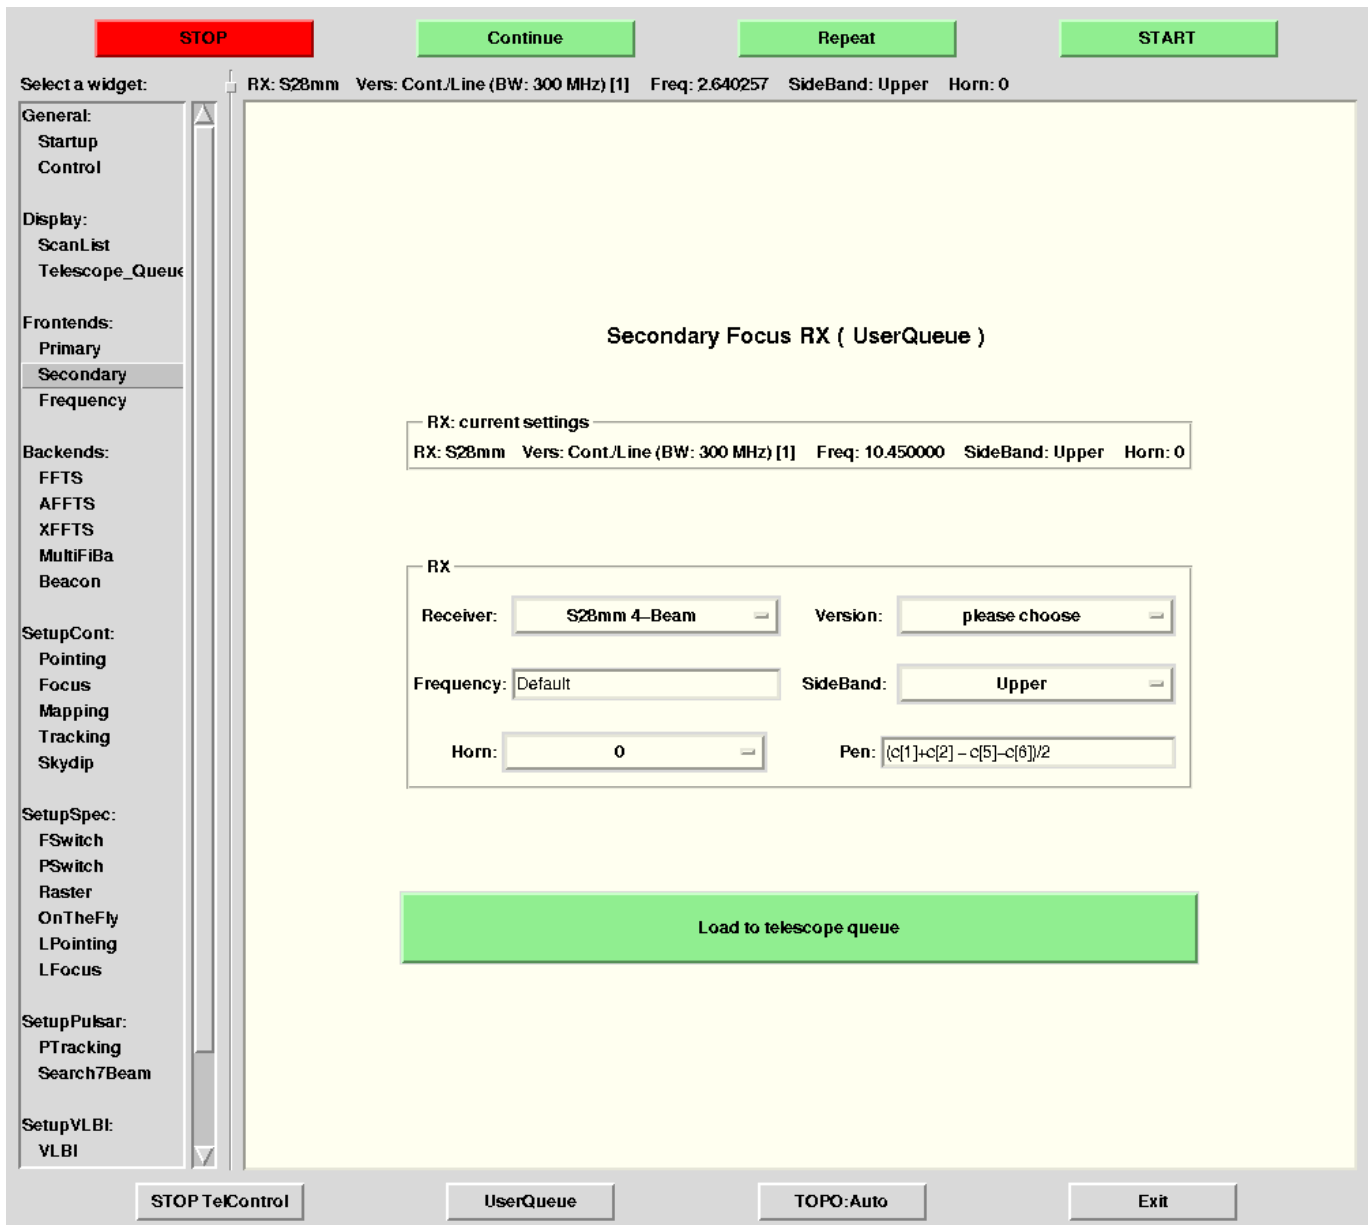 STOP Continue Repeat START
Select a widget: RX: S28mm Vers: Cont./Line (BW: 300 MHz) [1] Freq: 2.640257 SideBand: Upper Horn: 0
General:
Startup
Control
Display:
ScanList
Telescope_Queue
Frontends:
Primary
Secondary
Frequency
Backends:
FFTS
AFFTS
XFFTS
MultiFiBa
Beacon
SetupCont:
Pointing
Focus
Mapping
Tracking
Skydip
SetupSpec:
FSwitch
PSwitch
Raster
OnTheFly
LPointing
LFocus
SetupPulsar:
PTracking
Search7Beam
SetupVLBI:
VLBI
Secondary Focus RX ( UserQueue )
RX: current settings
RX: S28mm Vers: Cont./Line (BW: 300 MHz) [1] Freq: 10.450000 SideBand: Upper Horn: 0
RX
Receiver: S28mm 4-Beam Version: please choose
Frequency: Default SideBand: Upper
Horn: 0 Pen: (c[1]+c[2] - c[5]-c[6])/2
Load to telescope queue
STOP TelControl UserQueue TOPO:Auto Exit